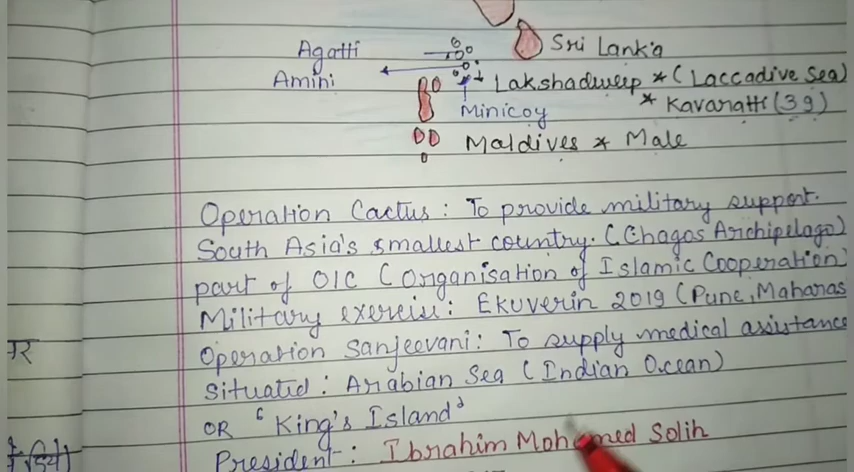 Sri Lanka
Agatti
Amini
Lakshadweep * (Laccadive Sea)
Minicoy * Kavaratti (39)
Maldives * Male
Operation Cactus : To provide military support.
South Asia's smallest country. (Chagos Archipelago)
part of OIC (Organisation of Islamic Cooperation)
Military exercise : Ekuverin 2019 (Pune, Maharas
Operation Sanjeevani : To supply medical assistance
Situated : Arabian Sea (Indian Ocean)
OR 'King's Island'
President : Ibrahim Mohamed Solih